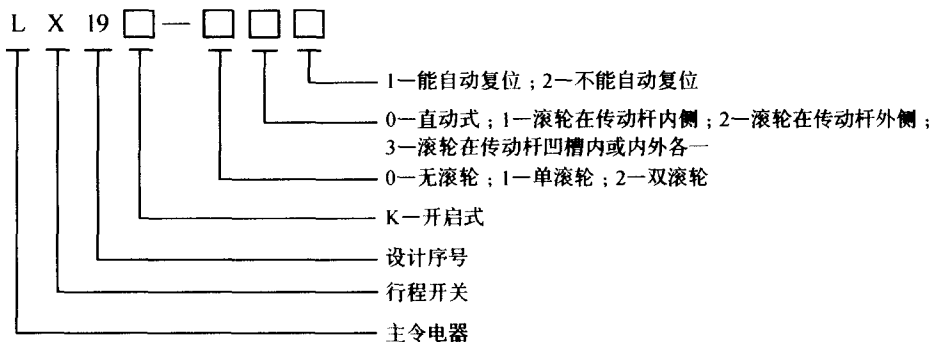 L X 19 □—□ □ □
1—能自动复位；2—不能自动复位
0—直动式；1—滚轮在传动杆内侧；2—滚轮在传动杆外侧；
3—滚轮在传动杆凹槽内或内外各一
0—无滚轮；1—单滚轮；2—双滚轮
K—开启式
设计序号
行程开关
主令电器